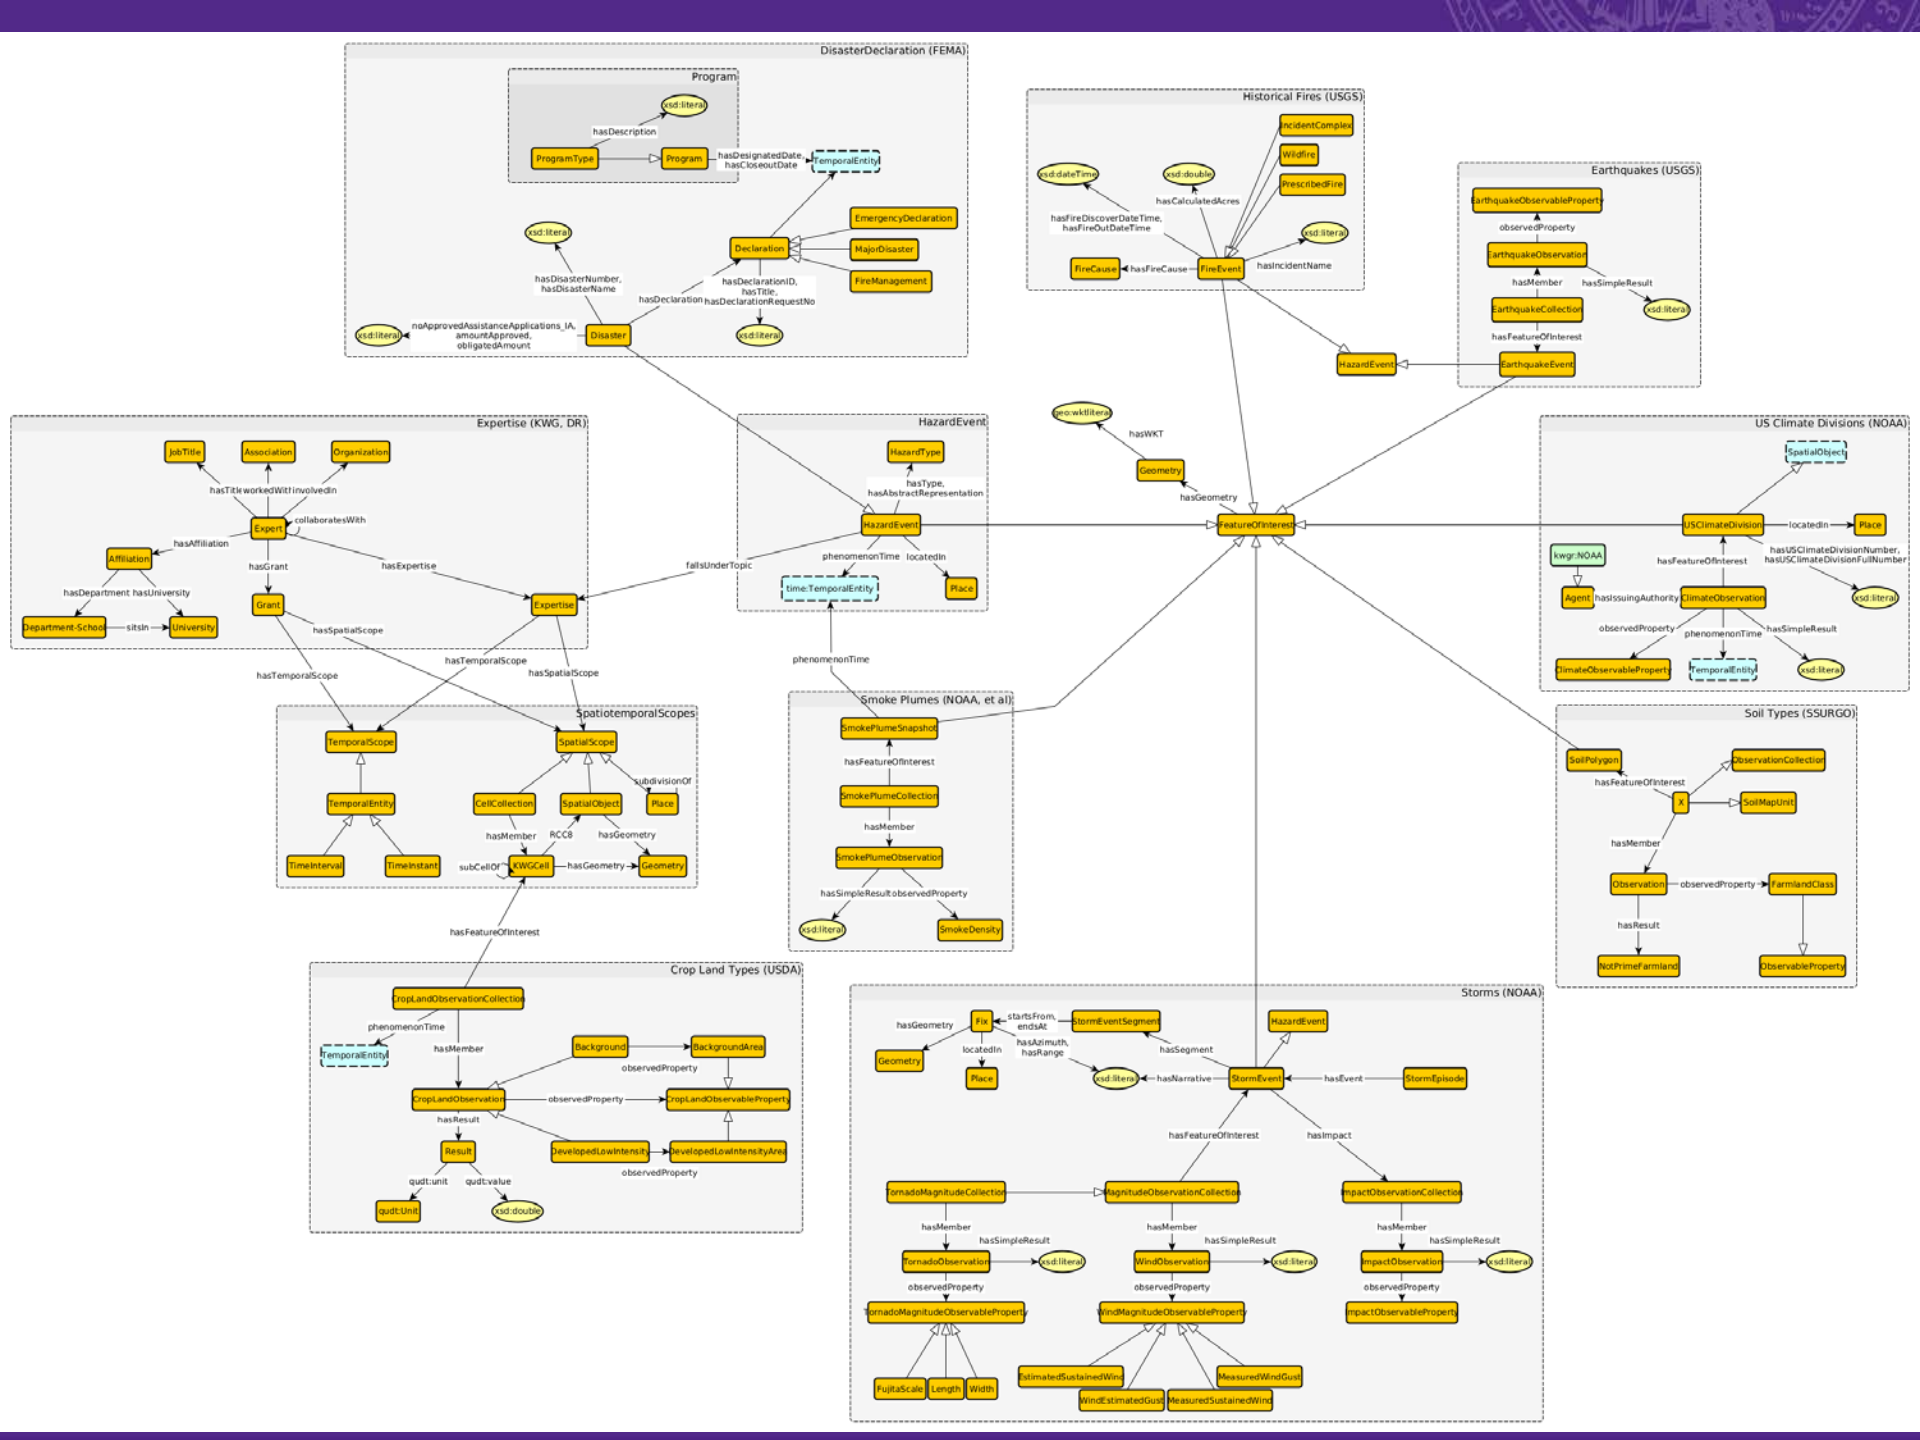 DisasterDeclaration (FEMA)
Program
xsd:literal
hasDescription
ProgramType
Program
hasDesignatedDate,
hasCloseoutDate
TemporalEntity
EmergencyDeclaration
xsd:literal
Declaration
MajorDisaster
hasDisasterNumber,
hasDisasterName
FireManagement
hasDeclarationID,
hasTitle,
hasDeclarationRequestNo
hasDeclaration
noApprovedAssistanceApplications_IA,
amountApproved,
obligatedAmount
xsd:literal
Disaster
xsd:literal
Historical Fires (USGS)
IncidentComplex
Wildfire
xsd:dateTime
xsd:double
PrescribedFire
hasCalculatedAcres
hasFireDiscoverDateTime,
hasFireOutDateTime
xsd:literal
hasIncidentName
FireCause
hasFireCause
FireEvent
Earthquakes (USGS)
EarthquakeObservableProperty
observedProperty
EarthquakeObservation
hasMember
hasSimpleResult
EarthquakeCollection
xsd:literal
hasFeatureOfInterest
HazardEvent
EarthquakeEvent
Expertise (KWG, DR)
JobTitle
Association
Organization
hasTitle
workedWith
involvedIn
Expert
collaboratesWith
hasAffiliation
Affiliation
hasGrant
hasExpertise
hasDepartment
hasUniversity
Grant
Expertise
Department-School
sitsIn
University
hasSpatialScope
hasTemporalScope
hasTemporalScope
hasSpatialScope
HazardEvent
HazardType
hasType,
hasAbstractRepresentation
HazardEvent
phenomenonTime
locatedIn
fallsUnderTopic
time:TemporalEntity
Place
phenomenonTime
geo:wktliteral
hasWKT
Geometry
hasGeometry
FeatureOfInterest
US Climate Divisions (NOAA)
SpatialObject
USClimateDivision
locatedIn
Place
kwgr:NOAA
hasFeatureOfInterest
hasUSClimateDivisionNumber,
hasUSClimateDivisionFullNumber
Agent
hasIssuingAuthority
ClimateObservation
xsd:literal
observedProperty
phenomenonTime
hasSimpleResult
ClimateObservableProperty
TemporalEntity
xsd:literal
SpatiotemporalScopes
TemporalScope
SpatialScope
subdivisionOf
TemporalEntity
CellCollection
SpatialObject
Place
hasMember
RCC8
hasGeometry
TimeInterval
TimeInstant
subCellOf
KWGCell
hasGeometry
Geometry
hasFeatureOfInterest
Smoke Plumes (NOAA, et al)
SmokePlumeSnapshot
hasFeatureOfInterest
SmokePlumeCollection
hasMember
SmokePlumeObservation
hasSimpleResult
observedProperty
xsd:literal
SmokeDensity
Soil Types (SSURGO)
SoilPolygon
ObservationCollection
hasFeatureOfInterest
X
SoilMapUnit
hasMember
Observation
observedProperty
FarmlandClass
hasResult
NotPrimeFarmland
ObservableProperty
Crop Land Types (USDA)
CropLandObservationCollection
phenomenonTime
TemporalEntity
hasMember
Background
BackgroundArea
observedProperty
CropLandObservation
observedProperty
CropLandObservableProperty
hasResult
Result
DevelopedLowIntensity
DevelopedLowIntensityArea
observedProperty
qudt:unit
qudt:value
qudt:Unit
xsd:double
Storms (NOAA)
hasGeometry
Fix
startsFrom,
endsAt
StormEventSegment
HazardEvent
Geometry
locatedIn
hasAzimuth,
hasRange
hasSegment
Place
xsd:literal
hasNarrative
StormEvent
hasEvent
StormEpisode
hasFeatureOfInterest
hasImpact
TornadoMagnitudeCollection
MagnitudeObservationCollection
ImpactObservationCollection
hasMember
hasMember
hasMember
hasSimpleResult
hasSimpleResult
hasSimpleResult
TornadoObservation
xsd:literal
WindObservation
xsd:literal
ImpactObservation
xsd:literal
observedProperty
observedProperty
observedProperty
TornadoMagnitudeObservableProperty
WindMagnitudeObservableProperty
ImpactObservableProperty
FujitaScale
Length
Width
EstimatedSustainedWind
MeasuredWindGust
WindEstimatedGust
MeasuredSustainedWind